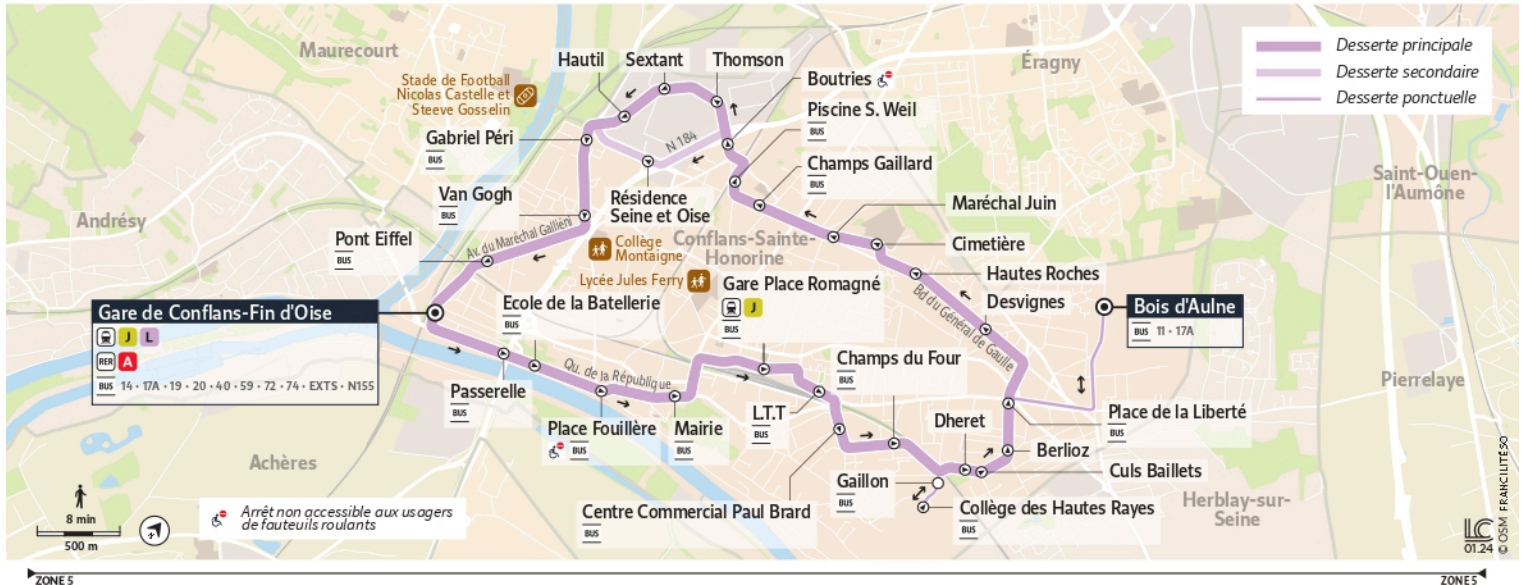 Maurecourt
Éragny
Saint-Ouen-
l'Aumône
Andrésy
Conflans-Sainte-
Honorine
Pierrelaye
Achères
Herblay-sur-
Seine
Desserte principale
Desserte secondaire
Desserte ponctuelle
Hautil
Sextant
Thomson
Boutries
Stade de Football
Nicolas Castelle et
Steeve Gosselin
Piscine S. Weil
BUS
Gabriel Péri
BUS
N 184
Champs Gaillard
BUS
Van Gogh
BUS
Résidence
Seine et Oise
Maréchal Juin
Pont Eiffel
BUS
Av. du Maréchal Galliéni
Collège
Montaigne
Cimetière
Lycée Jules Ferry
Gare Place Romagné
J
BUS
Hautes Roches
Bd du Général de Gaulle
Desvignes
Gare de Conflans-Fin d'Oise
J L
RER A
BUS 14 • 17A • 19 • 20 • 40 • 59 • 72 • 74 • EXTS • N155
Ecole de la Batellerie
BUS
Bois d'Aulne
BUS 11 • 17A
Champs du Four
BUS
Qu. de la République
Passerelle
BUS
Place Fouillère
BUS
Mairie
BUS
L.T.T
BUS
Dheret
Place de la Liberté
BUS
Berlioz
Culs Baillets
Gaillon
BUS
Centre Commercial Paul Brard
BUS
Collège des Hautes Rayes
BUS
8 min
500 m
Arrêt non accessible aux usagers
de fauteuils roulants
LC
01.24
© OSM FRANCILITÉ SO
ZONE 5
ZONE 5